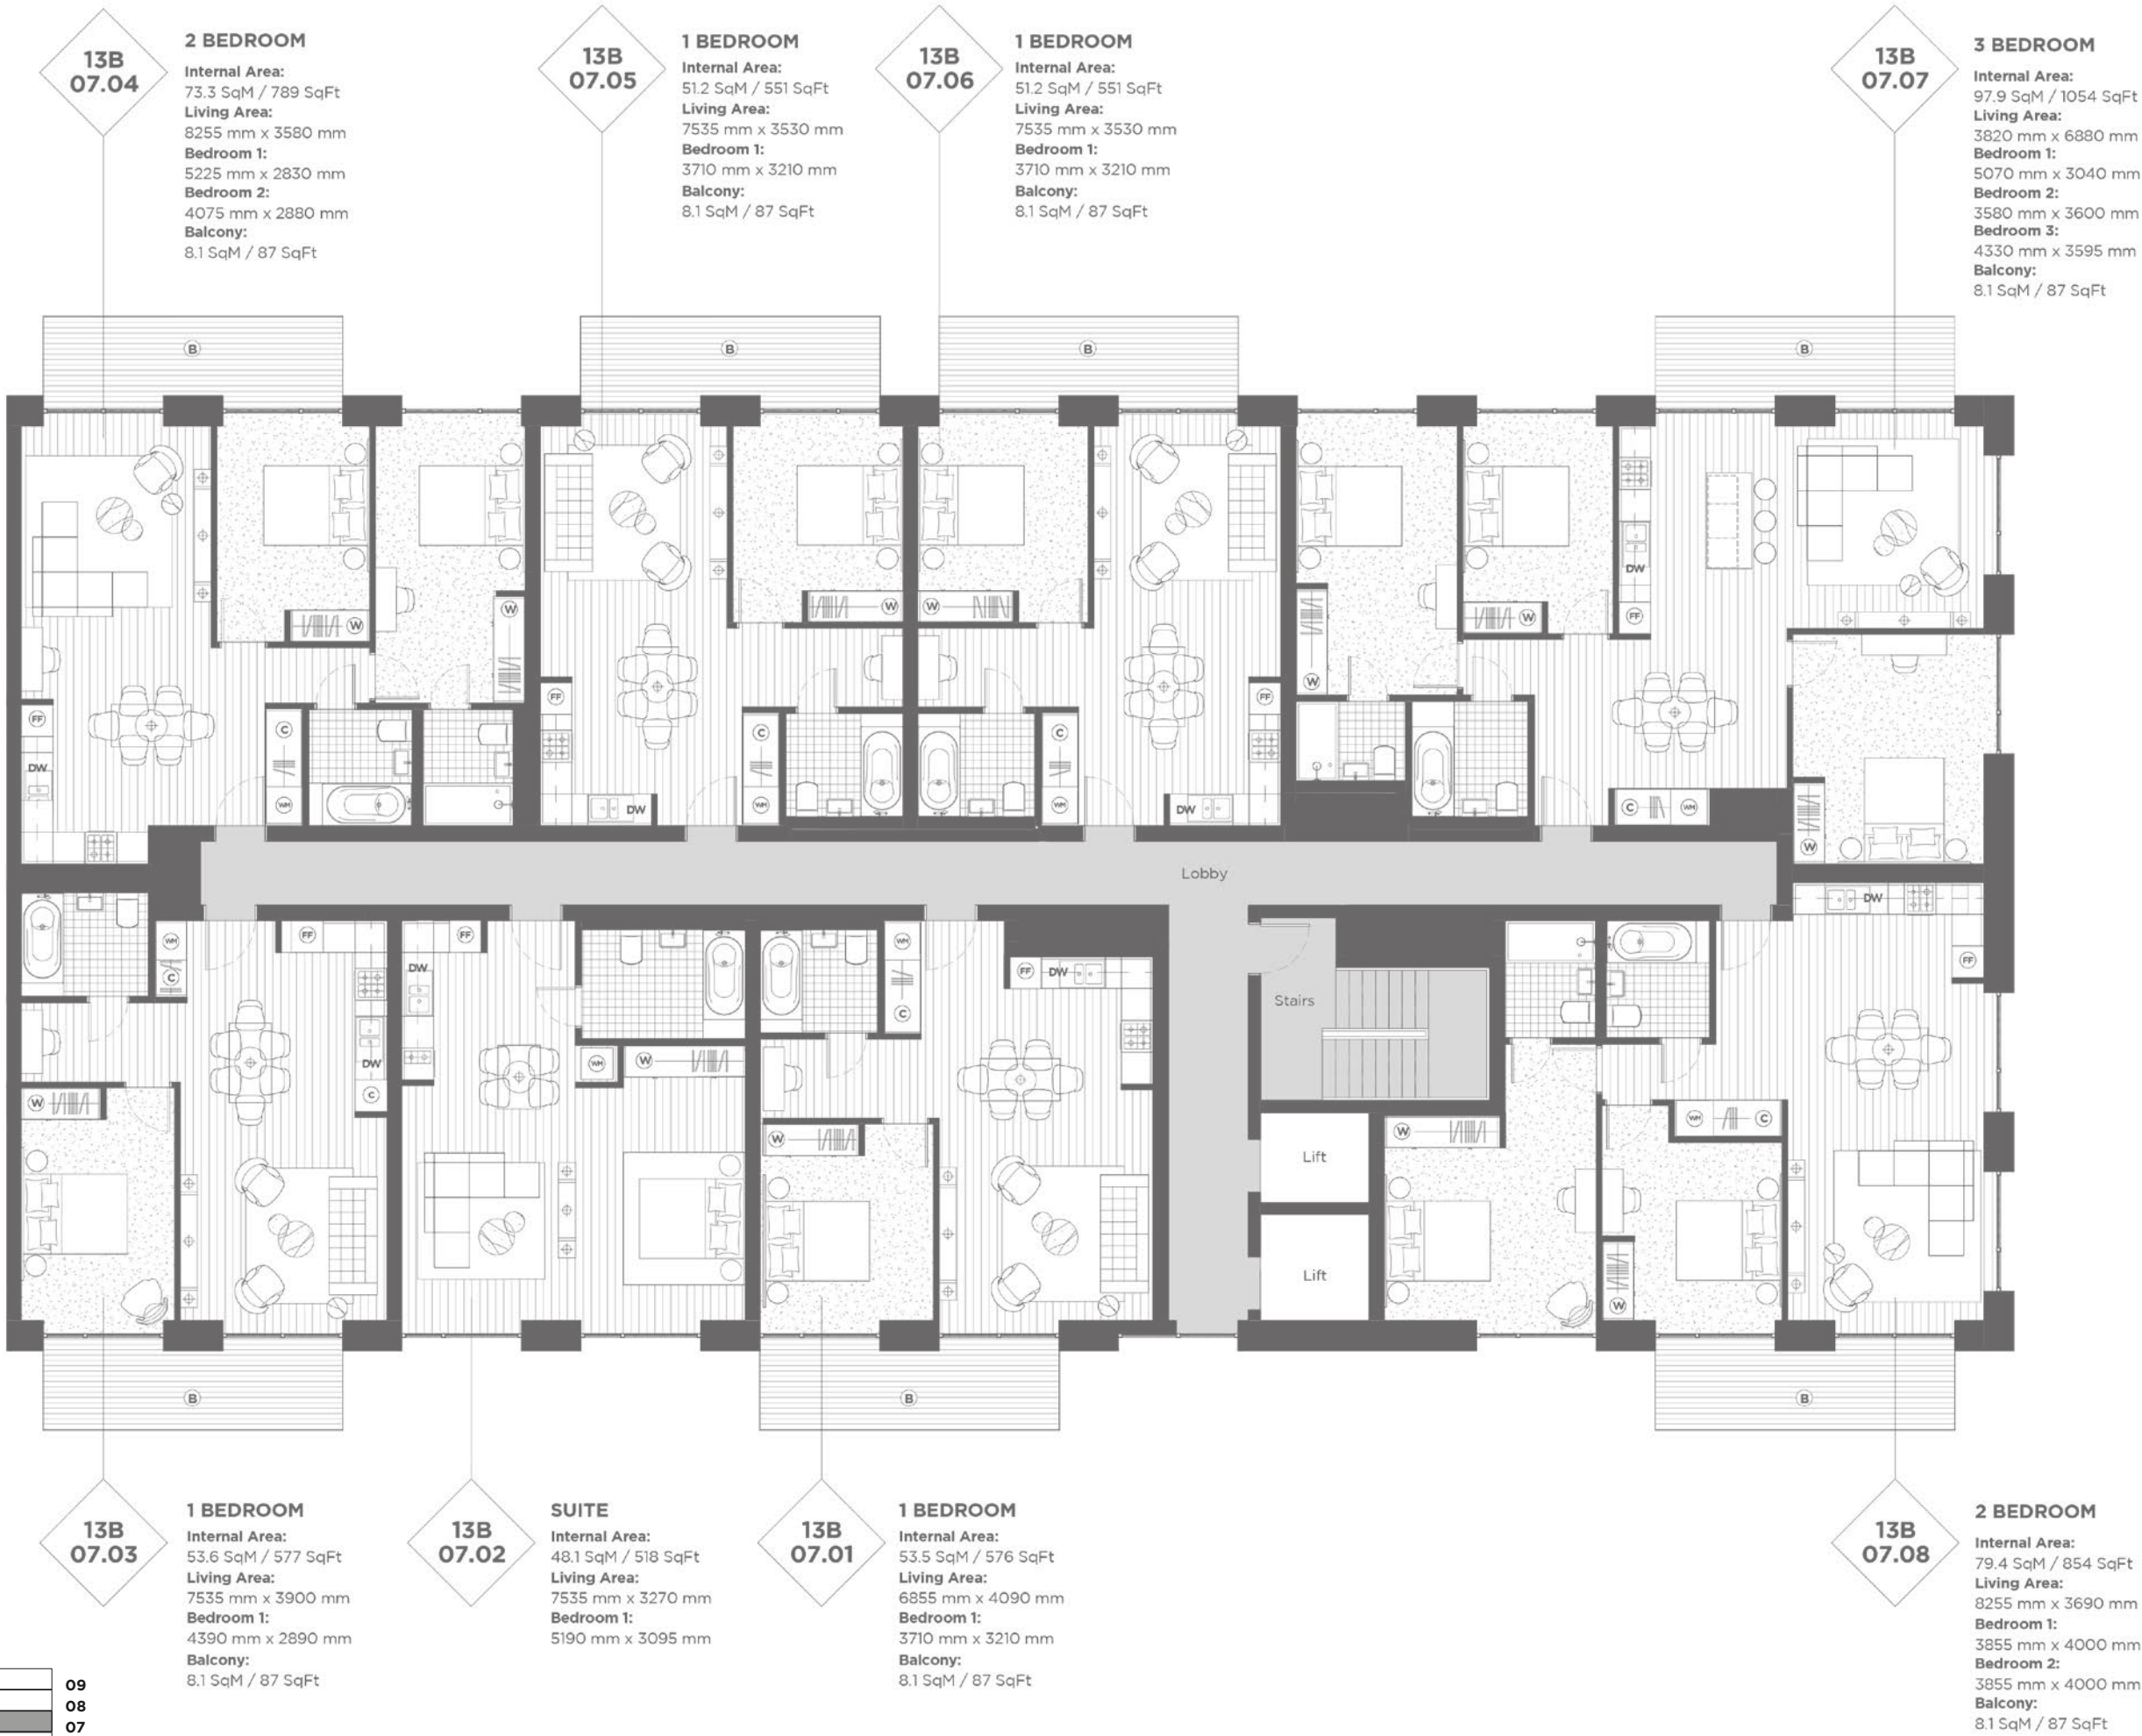 13B
07.04
2 BEDROOM
Internal Area:
73.3 SqM / 789 SqFt
Living Area:
8255 mm x 3580 mm
Bedroom 1:
5225 mm x 2830 mm
Bedroom 2:
4075 mm x 2880 mm
Balcony:
8.1 SqM / 87 SqFt
13B
07.05
1 BEDROOM
Internal Area:
51.2 SqM / 551 SqFt
Living Area:
7535 mm x 3530 mm
Bedroom 1:
3710 mm x 3210 mm
Balcony:
8.1 SqM / 87 SqFt
13B
07.06
1 BEDROOM
Internal Area:
51.2 SqM / 551 SqFt
Living Area:
7535 mm x 3530 mm
Bedroom 1:
3710 mm x 3210 mm
Balcony:
8.1 SqM / 87 SqFt
13B
07.07
3 BEDROOM
Internal Area:
97.9 SqM / 1054 SqFt
Living Area:
3820 mm x 6880 mm
Bedroom 1:
5070 mm x 3040 mm
Bedroom 2:
3580 mm x 3600 mm
Bedroom 3:
4330 mm x 3595 mm
Balcony:
8.1 SqM / 87 SqFt
B
B
B
B
W
W
FF
DW
C
WM
W
FF
C
WM
DW
W
C
WM
FF
DW
W
W
DW
FF
C
WM
W
Lobby
WM
C
FF
DW
C
W
FF
DW
WM
W
WM
C
FF
DW
W
Stairs
Lift
Lift
W
WM
C
W
DW
FF
B
B
B
13B
07.03
1 BEDROOM
Internal Area:
53.6 SqM / 577 SqFt
Living Area:
7535 mm x 3900 mm
Bedroom 1:
4390 mm x 2890 mm
Balcony:
8.1 SqM / 87 SqFt
13B
07.02
SUITE
Internal Area:
48.1 SqM / 518 SqFt
Living Area:
7535 mm x 3270 mm
Bedroom 1:
5190 mm x 3095 mm
13B
07.01
1 BEDROOM
Internal Area:
53.5 SqM / 576 SqFt
Living Area:
6855 mm x 4090 mm
Bedroom 1:
3710 mm x 3210 mm
Balcony:
8.1 SqM / 87 SqFt
13B
07.08
2 BEDROOM
Internal Area:
79.4 SqM / 854 SqFt
Living Area:
8255 mm x 3690 mm
Bedroom 1:
3855 mm x 4000 mm
Bedroom 2:
3855 mm x 4000 mm
Balcony:
8.1 SqM / 87 SqFt
09
08
07